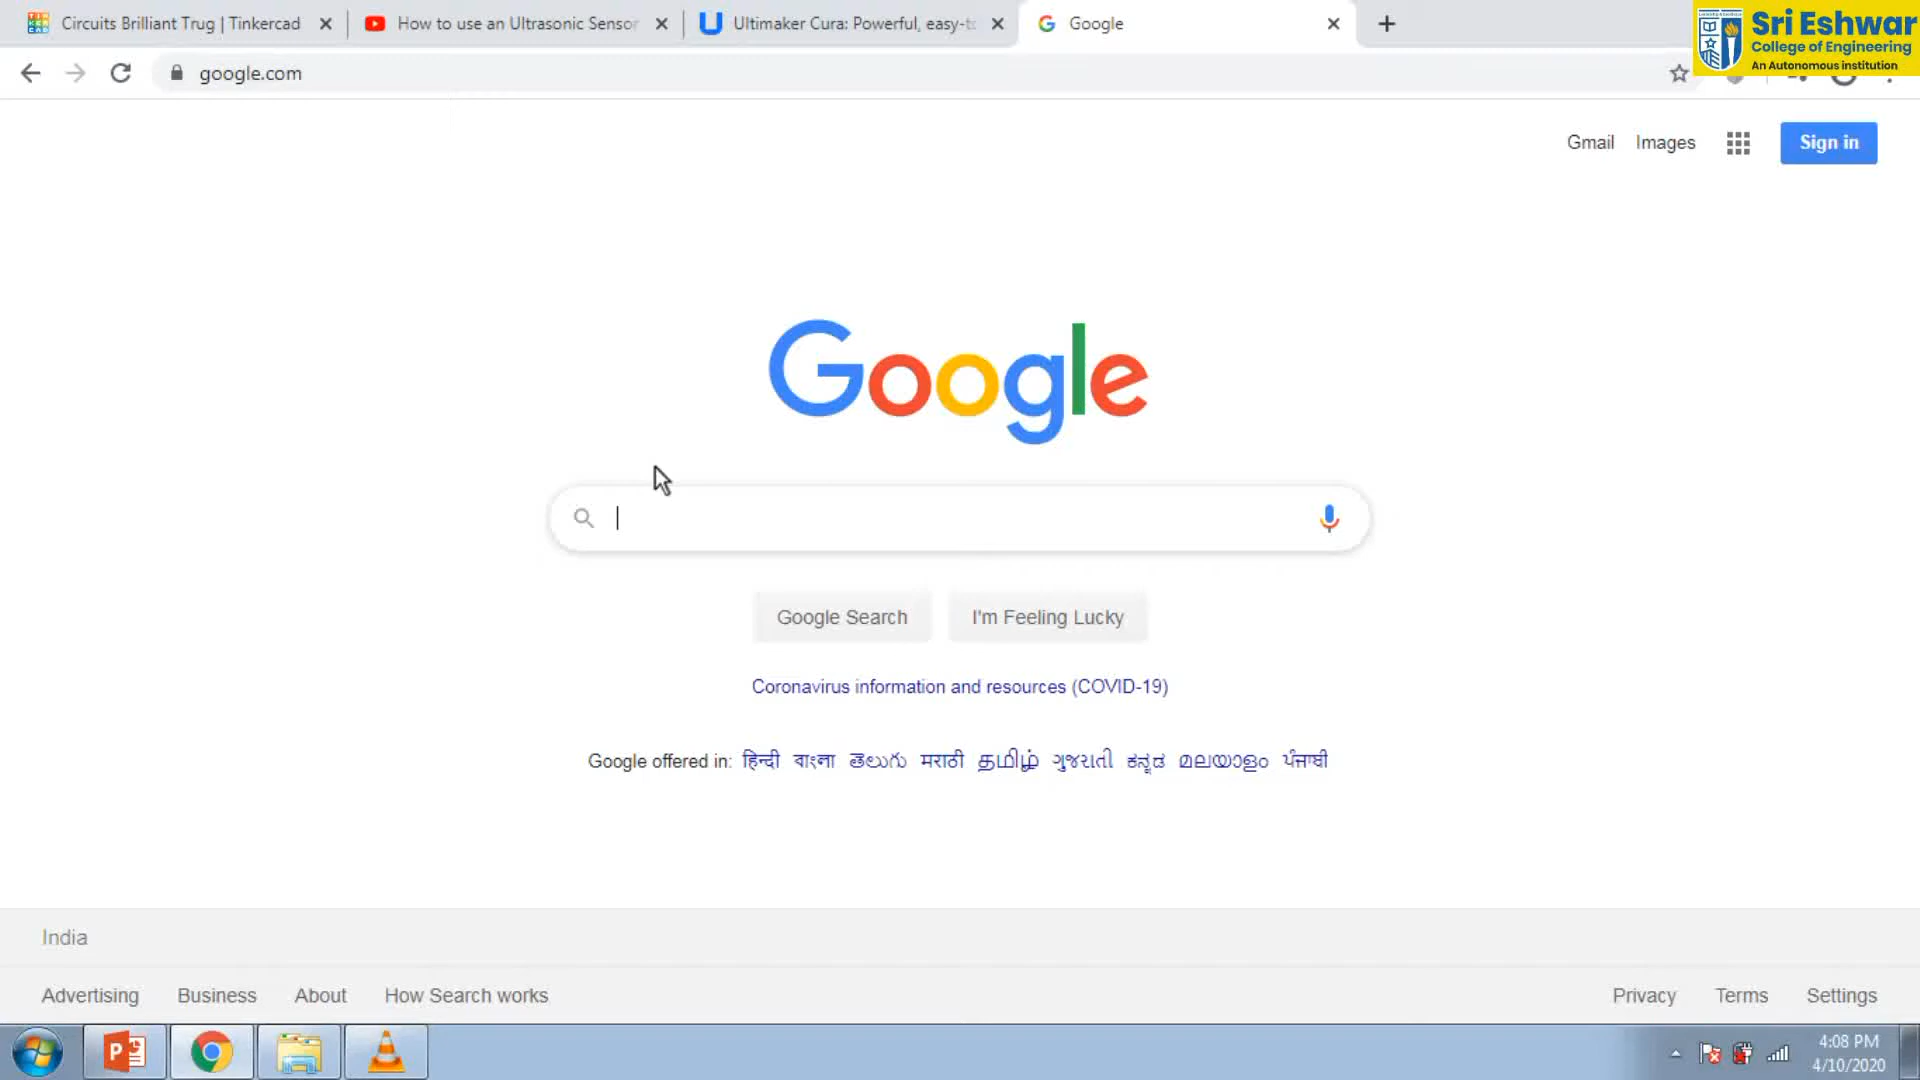 Circuits Brilliant Trug | Tinkercad
How to use an Ultrasonic Sensor
Ultimaker Cura: Powerful, easy-to
Google
Sri Eshwar
College of Engineering
An Autonomous institution
google.com
Gmail Images Sign in
Google
Google Search I'm Feeling Lucky
Coronavirus information and resources (COVID-19)
Google offered in: हिन्दी বাংলা తెలుగు मराठी தமிழ் ગુજરાતી ಕನ್ನಡ മലയാളം ਪੰਜਾਬੀ
India
Advertising Business About How Search works Privacy Terms Settings
4:08 PM
4/10/2020